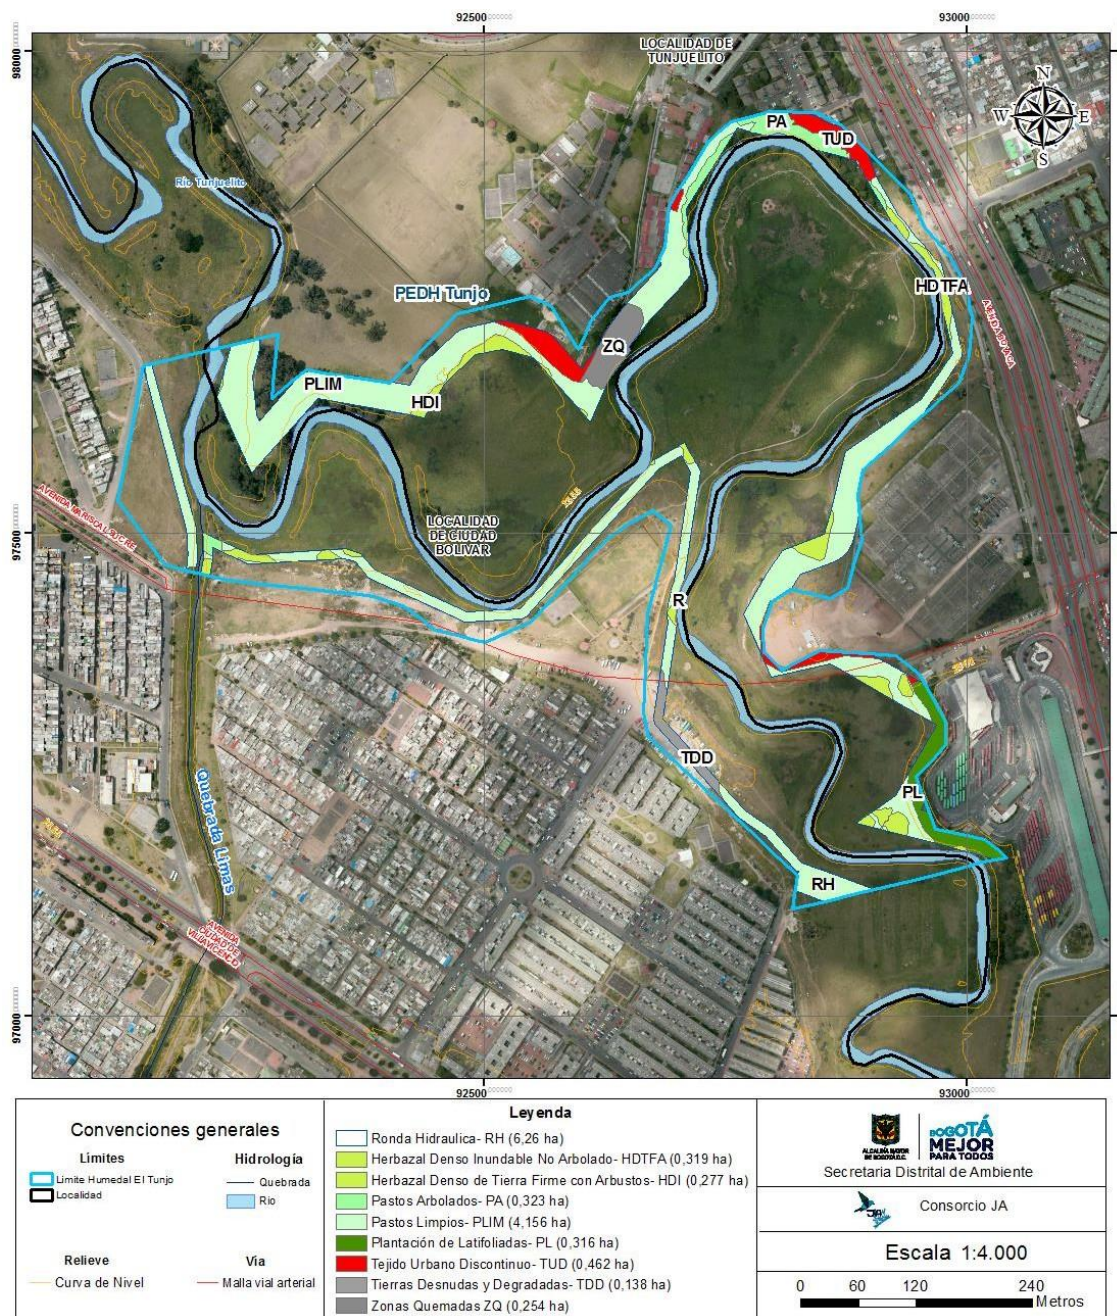 92500
93000
98000
LOCALIDAD DE
TUNJUELITO
N
W
E
S
PA
TUD
Río Tunjuelito
PEDH Tunjo
HDTFA
AVENIDA BOYACA
ZQ
PLIM
HDI
LOCALIDAD
DE CIUDAD
BOLIVAR
97500
R
TDD
PL
Quebrada Limas
RH
AVENIDA
CIUDAD DE
VILLAVICENCIO
97000
92500
93000
Convenciones generales
Limites
Limite Humedal El Tunjo
Localidad
Hidrología
Quebrada
Rio
Relieve
Curva de Nivel
Via
Malla vial arterial
Leyenda
Ronda Hidraulica- RH (6,26 ha)
Herbazal Denso Inundable No Arbolado- HDTFA (0,319 ha)
Herbazal Denso de Tierra Firme con Arbustos- HDI (0,277 ha)
Pastos Arbolados- PA (0,323 ha)
Pastos Limpios- PLIM (4,156 ha)
Plantación de Latifoliadas- PL (0,316 ha)
Tejido Urbano Discontinuo- TUD (0,462 ha)
Tierras Desnudas y Degradadas- TDD (0,138 ha)
Zonas Quemadas ZQ (0,254 ha)
ALCALDÍA MAYOR
DE BOGOTÁ D.C.
BOGOTÁ
MEJOR
PARA TODOS
Secretaria Distrital de Ambiente
Consorcio JA
Escala 1:4.000
0 60 120 240
Metros